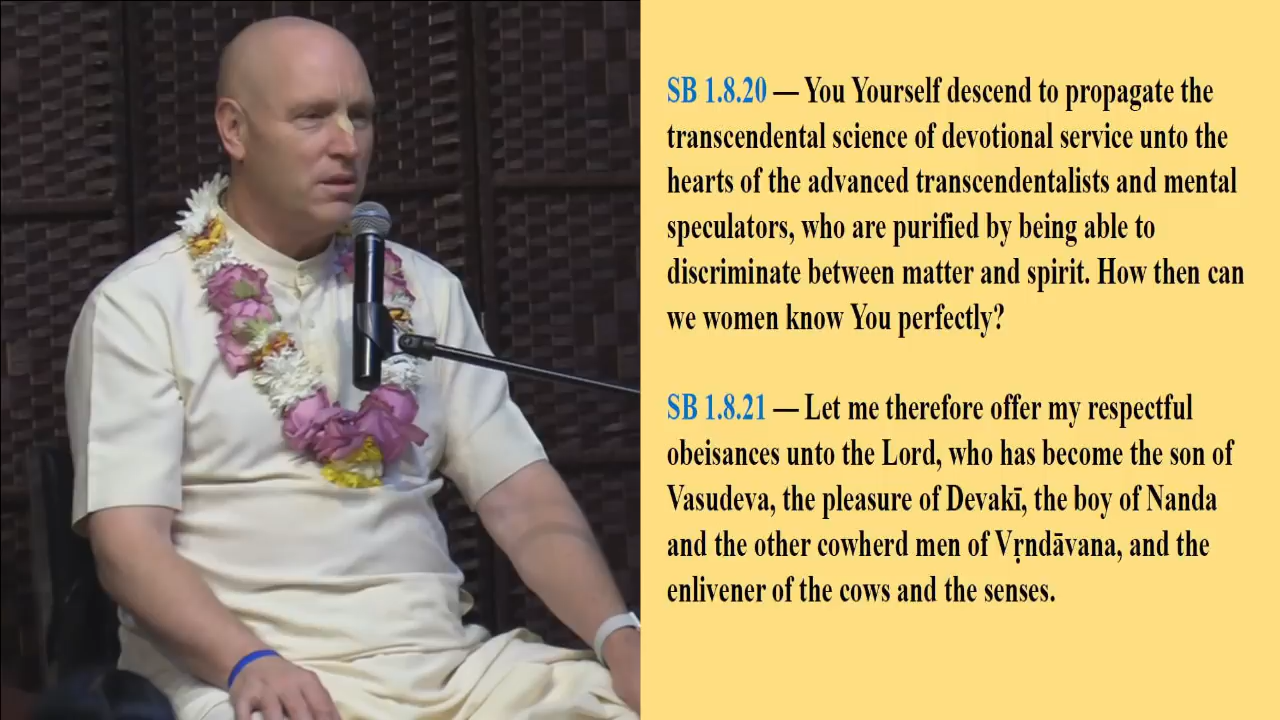 SB 1.8.20 — You Yourself descend to propagate the
transcendental science of devotional service unto the
hearts of the advanced transcendentalists and mental
speculators, who are purified by being able to
discriminate between matter and spirit. How then can
we women know You perfectly?
SB 1.8.21 — Let me therefore offer my respectful
obeisances unto the Lord, who has become the son of
Vasudeva, the pleasure of Devakī, the boy of Nanda
and the other cowherd men of Vṛndāvana, and the
enlivener of the cows and the senses.